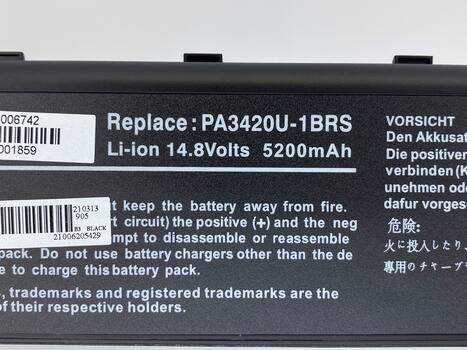 006742
001859
Replace: PA3420U-1BRS
Li-ion 14.8Volts 5200mAh
210313
905
B3 BLACK
21006205429
t keep the battery away from fire.
rt circuit) the positive (+) and the neg
mpt to disassemble or reassemble
pack. Do not use battery chargers other than the de
e to charge this battery pack.
s, trademarks and registered trademarks are the
of their respective holders.
VORSICHT
Den Akkusat
Die positiven
verbinden (K
unehmen ode
dafur vorgese
危険:
火に投入したり、
専用のチャープ